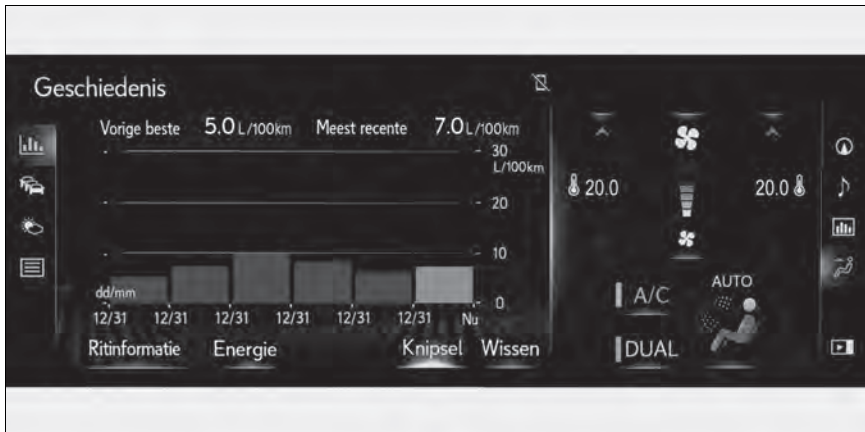 Geschiedenis
Vorige beste 5.0 L/100km Meest recente 7.0 L/100km
30
L/100km
20
10
0
dd/mm
12/31 12/31 12/31 12/31 12/31 12/31 Nu
Ritinformatie Energie Knipsel Wissen
20.0 20.0
A/C AUTO
DUAL